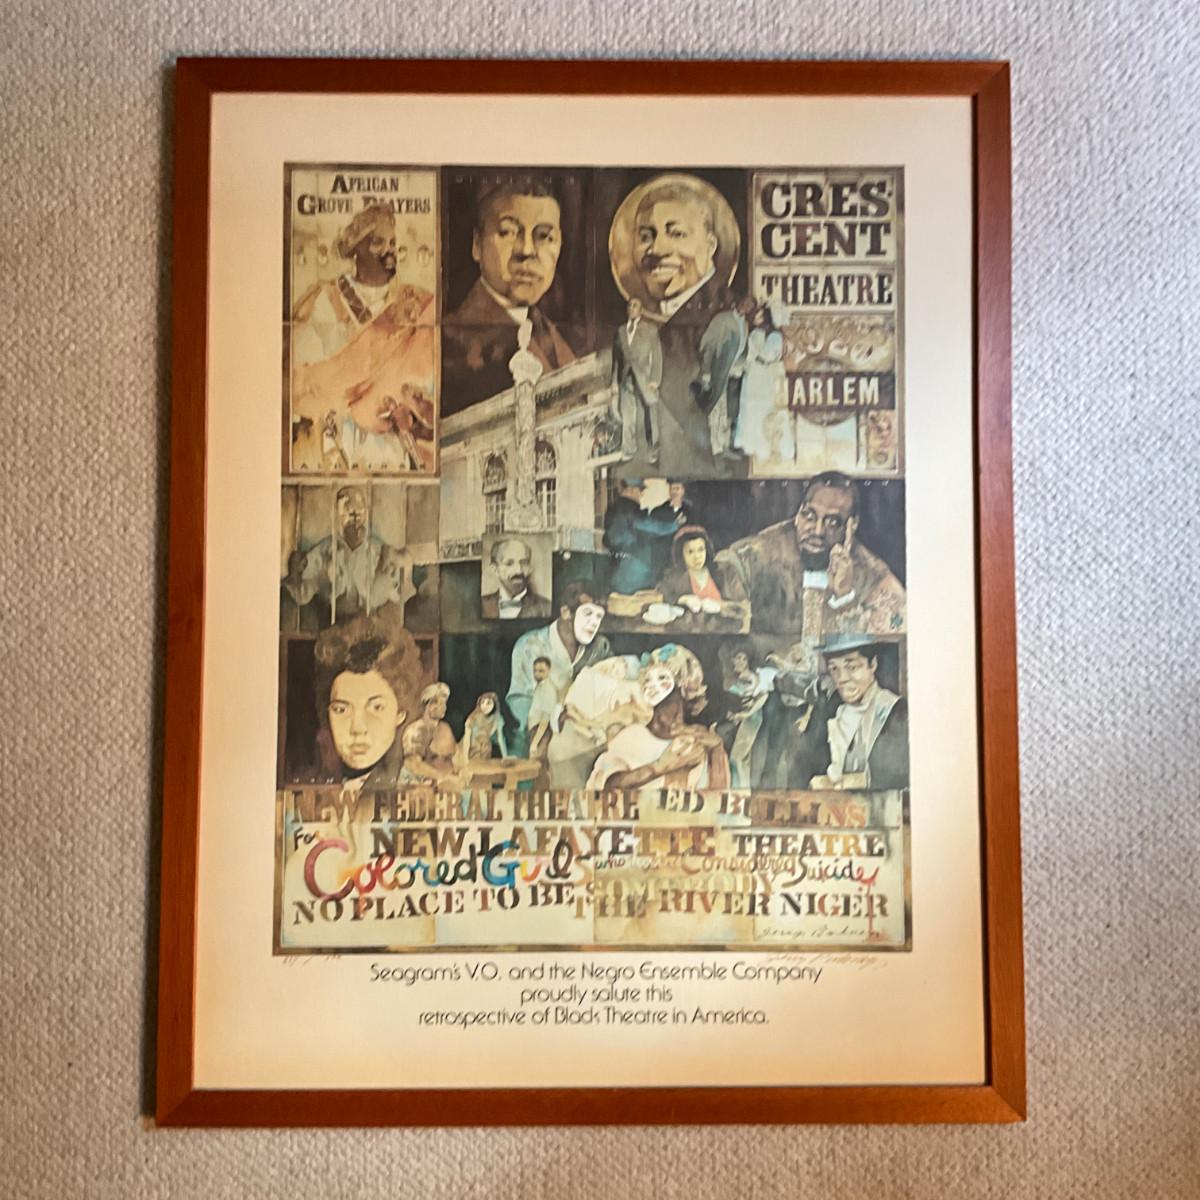 AFRICAN
GROVE PLAYERS
CRES-
CENT
THEATRE
HARLEM
NEW FEDERAL THEATRE ED BULLINS
NEW LAFAYETTE THEATRE
For Colored Girls who Considered Suicide
NO PLACE TO BE SOMEBODY
THE RIVER NIGER
Seagram's V.O. and the Negro Ensemble Company
proudly salute this
retrospective of Black Theatre in America.